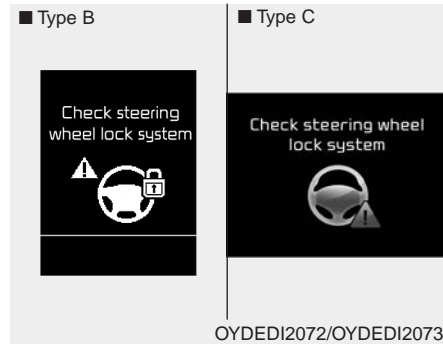 ■ Type B
Check steering
wheel lock system
■ Type C
Check steering wheel
lock system
OYDEDI2072/OYDEDI2073